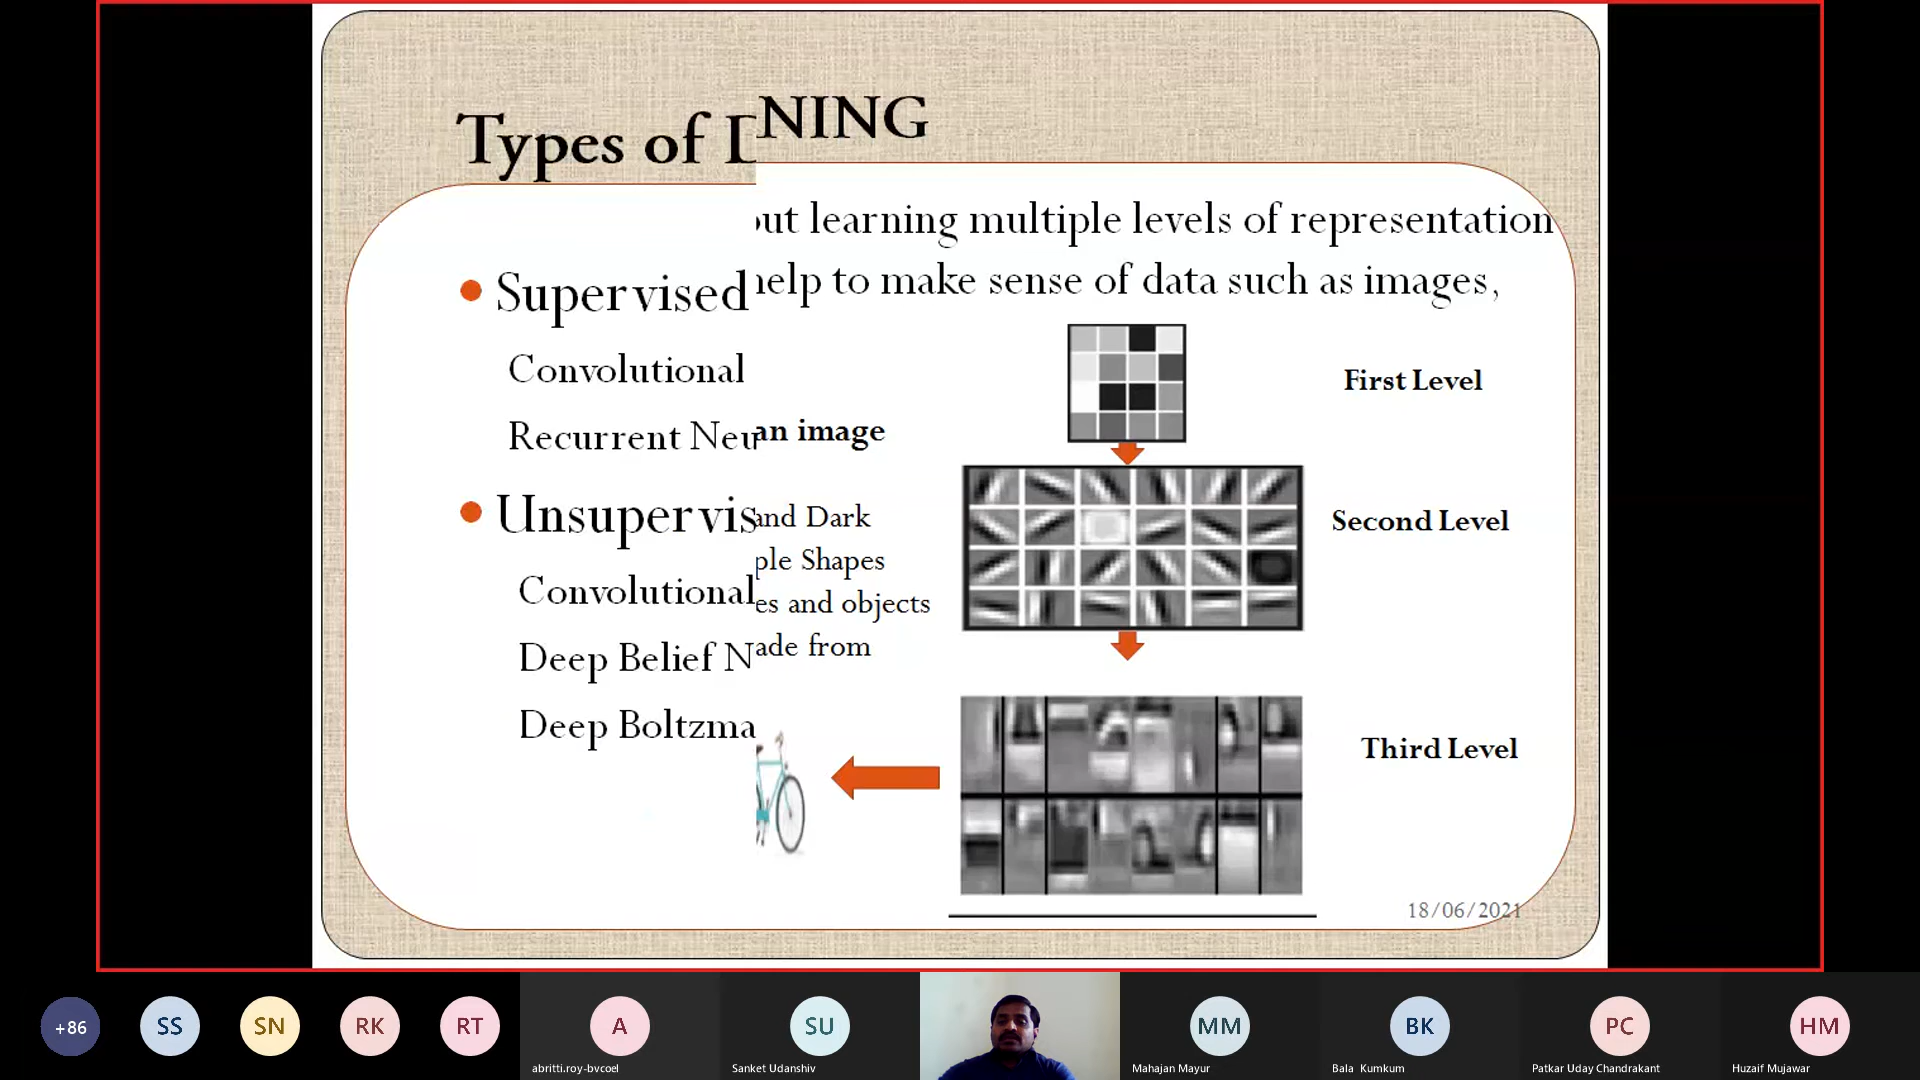 Types of
NING
learning multiple levels of representation
to make sense of data such as images,
Supervised
Convolutional
Recurrent
Unsupervis
Convolutional
Deep Belief N
Deep Boltzma
an image
and Dark
ple Shapes
es and objects
ade from
First Level
Second Level
Third Level
18/06/2021
+86
SS
SN
RK
RT
A
abritti.roy-bvcoel
SU
Sanket Udanshiv
MM
Mahajan Mayur
BK
Bala Kumkum
PC
Patkar Uday Chandrakant
HM
Huzaif Mujawar